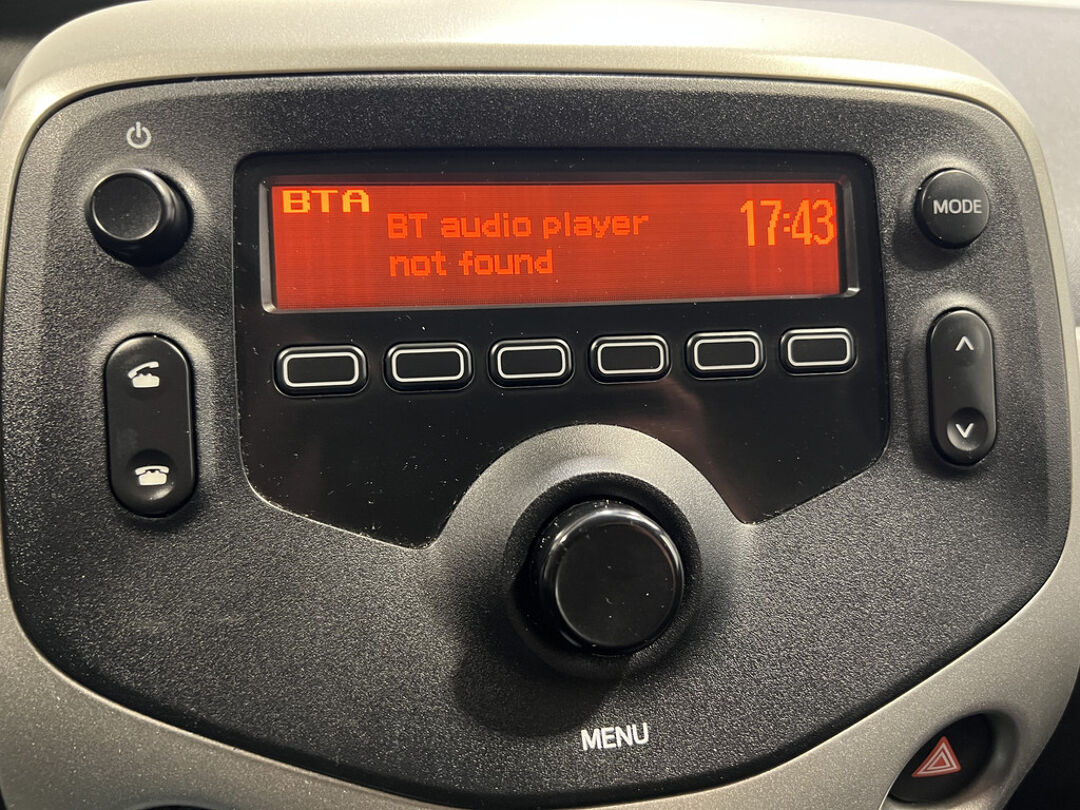 BTA
BT audio player
not found
17:43
MODE
MENU